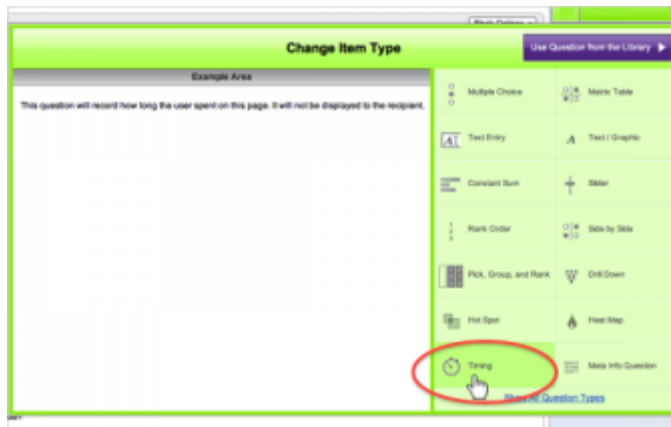 Block Options
Change Item Type
Use Question from the Library
Example Area
This question will record how long the user spent on this page. It will not be displayed to the recipient.
Multiple Choice
Matrix Table
Text Entry
Text / Graphic
Constant Sum
Slider
Rank Order
Side by Side
Pick, Group, and Rank
Drill Down
Hot Spot
Heat Map
Timing
Meta Info Question
Show All Question Types